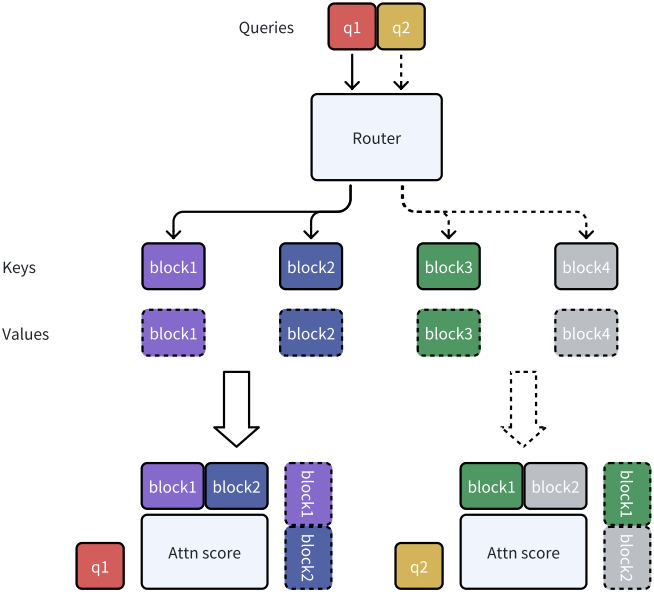 Queries
q1
q2
Router
Keys
block1
block2
block3
block4
Values
block1
block2
block3
block4
block1
block2
block1
block2
Attn score
q1
block1
block2
block1
block2
Attn score
q2